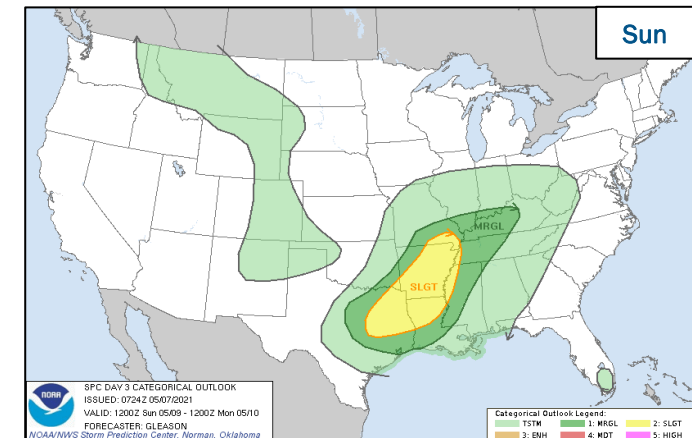 Sun
MRGL
SLGT
NOAA
SPC DAY 3 CATEGORICAL OUTLOOK
ISSUED: 0724Z 05/07/2021
VALID: 1200Z Sun 05/09 - 1200Z Mon 05/10
FORECASTER: GLEASON
NOAA/NWS Storm Prediction Center, Norman, Oklahoma
Categorical Outlook Legend:
TSTM 1: MRGL 2: SLGT
3: ENH 4: MDT 5: HIGH